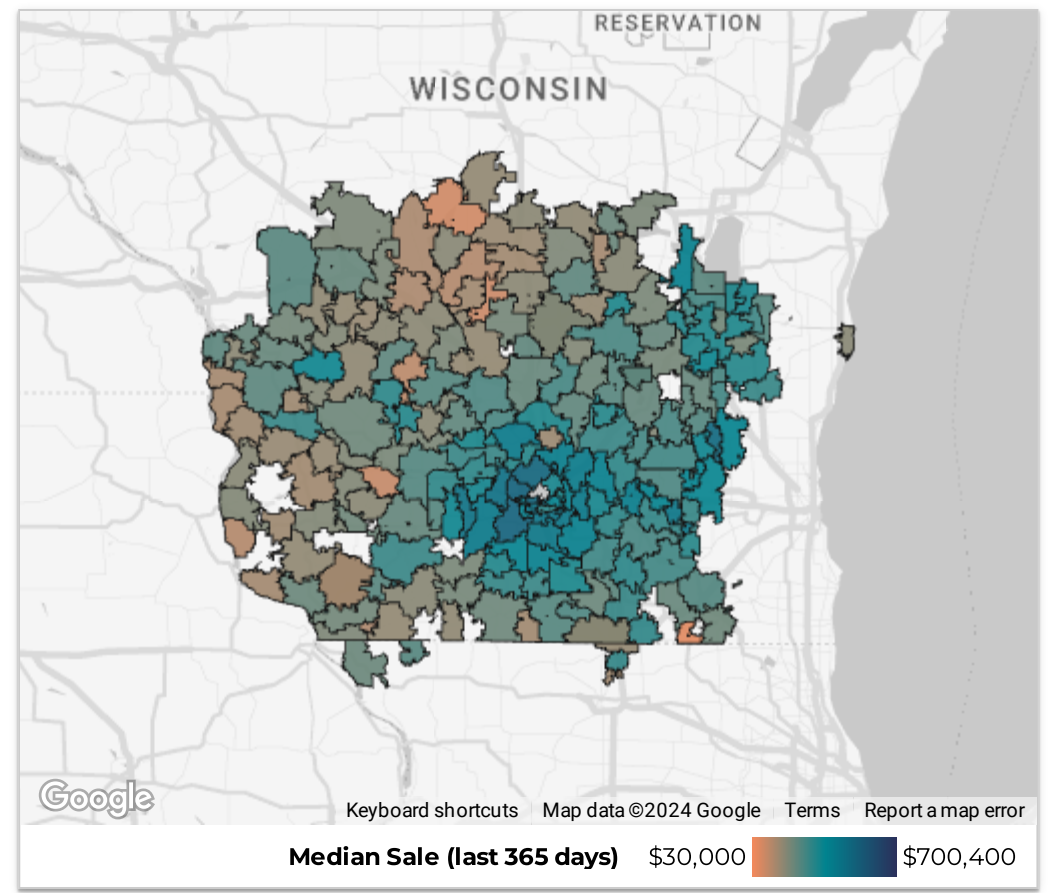 RESERVATION
WISCONSIN
Google
Keyboard shortcuts Map data ©2024 Google Terms Report a map error
Median Sale (last 365 days) $30,000 $700,400